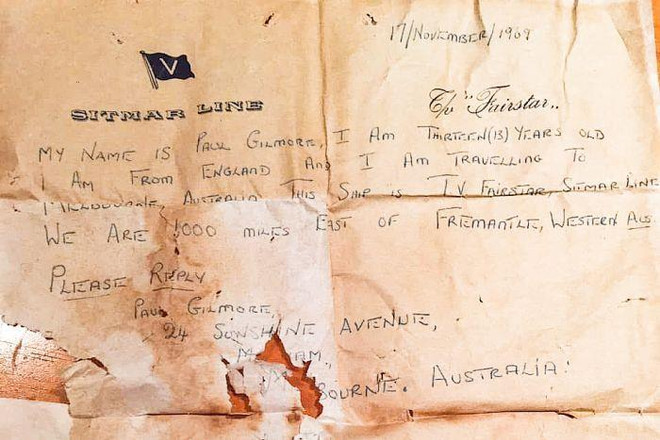 17/NOVEMBER/1969
V
SITMAR LINE
T/v "Fairstar"
MY NAME IS PAUL GILMORE, I AM THIRTEEN (13) YEARS OLD
I AM FROM ENGLAND AND I AM TRAVELLING TO
MELBOURNE, AUSTRALIA. THIS SHIP IS T.V FAIRSTAR, SITMAR LINE
WE ARE 1000 MILES EAST OF FREMANTLE, WESTERN AUS
PLEASE REPLY
PAUL GILMORE,
24 SUNSHINE AVENUE,
AM,
BOURNE. AUSTRALIA.